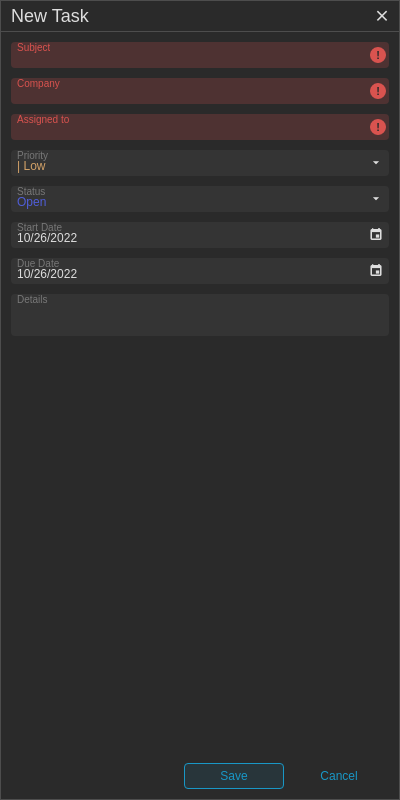 New Task
Subject
!
Company
!
Assigned to
!
Priority
| Low
Status
Open
Start Date
10/26/2022
Due Date
10/26/2022
Details
Save Cancel